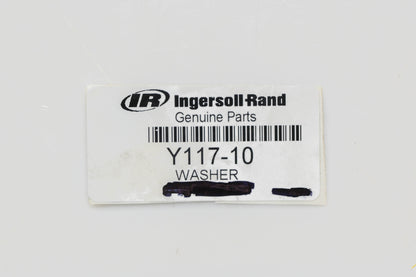 IR Ingersoll-Rand
Genuine Parts
Y117-10
WASHER